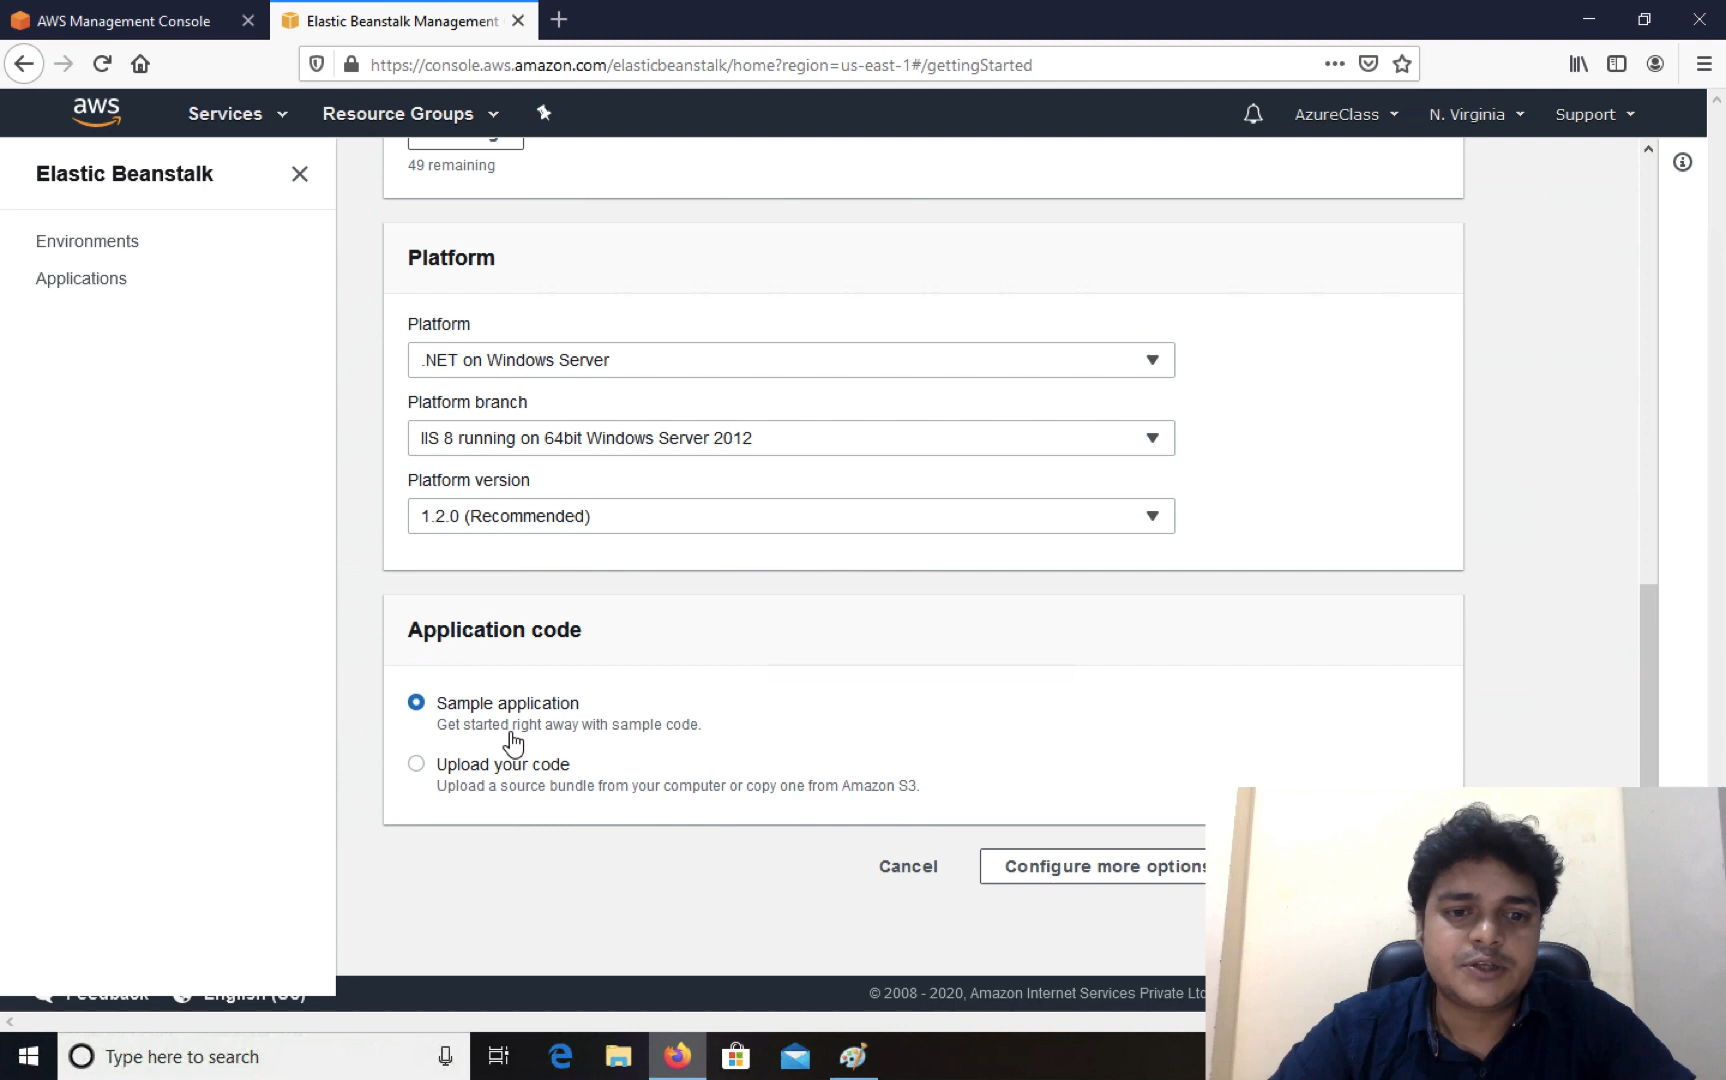 AWS Management Console
Elastic Beanstalk Management
https://console.aws.amazon.com/elasticbeanstalk/home?region=us-east-1#/gettingStarted
aws
Services
Resource Groups
AzureClass
N. Virginia
Support
Elastic Beanstalk
Environments
Applications
49 remaining
Platform
Platform
.NET on Windows Server
Platform branch
IIS 8 running on 64bit Windows Server 2012
Platform version
1.2.0 (Recommended)
Application code
Sample application
Get started right away with sample code.
Upload your code
Upload a source bundle from your computer or copy one from Amazon S3.
Cancel
Configure more options
Feedback
English (US)
© 2008 - 2020, Amazon Internet Services Private Ltd
Type here to search